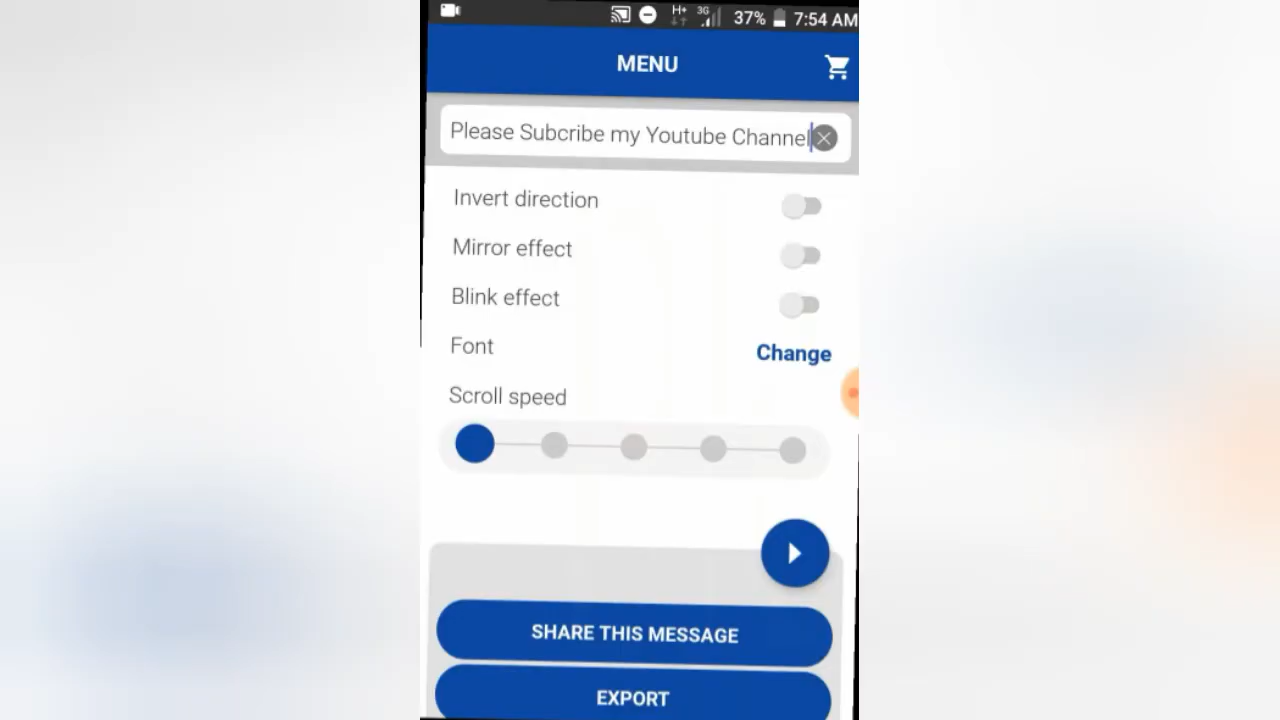 H+ 3G 37% 7:54 AM
MENU
Please Subcribe my Youtube Channel
Invert direction
Mirror effect
Blink effect
Font
Change
Scroll speed
SHARE THIS MESSAGE
EXPORT